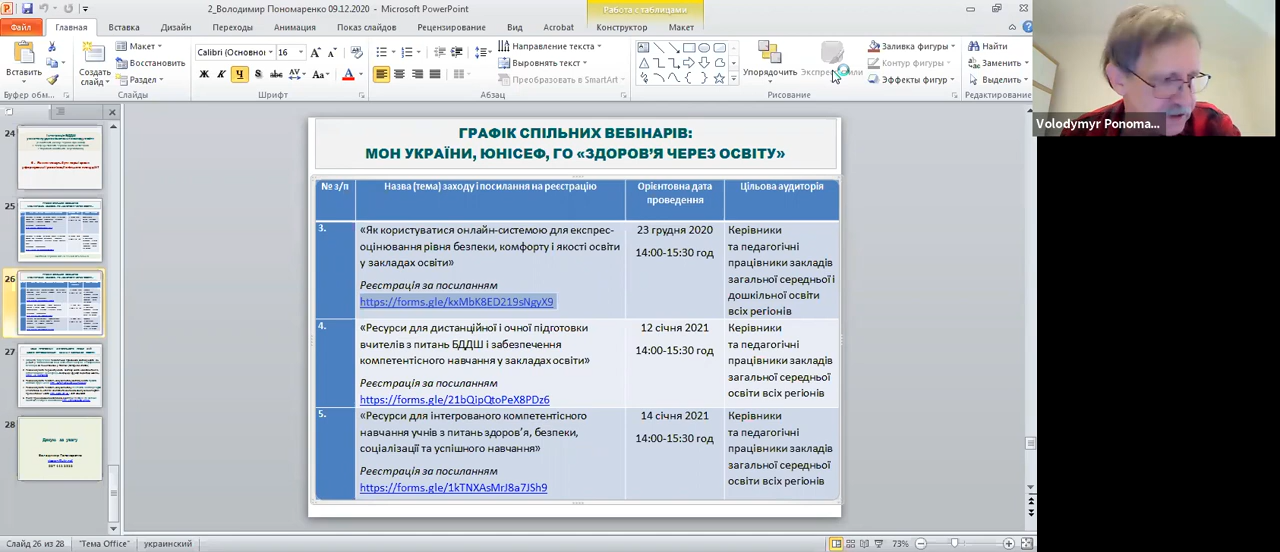 2_Володимир Пономаренко 09.12.2020 - Microsoft PowerPoint
Работа с таблицами
Файл Главная Вставка Дизайн Переходы Анимация Показ слайдов Рецензирование Вид Acrobat Конструктор Макет
Вставить
Буфер обм...
Создать слайд
Макет
Восстановить
Раздел
Слайды
Calibri (Основно 16
Шрифт
Направление текста
Выровнять текст
Преобразовать в SmartArt
Абзац
Упорядочить
Рисование
Заливка фигуры
Контур фигуры
Эффекты фигур
Найти
Заменить
Выделить
Редактирование
Volodymyr Ponoma...
24
25
26
27
28
ГРАФІК СПІЛЬНИХ ВЕБІНАРІВ:
МОН УКРАЇНИ, ЮНІСЕФ, ГО «ЗДОРОВ’Я ЧЕРЕЗ ОСВІТУ»
№ з/п Назва (тема) заходу і посилання на реєстрацію Орієнтовна дата проведення Цільова аудиторія
3.
«Як користуватися онлайн-системою для експрес-
оцінювання рівня безпеки, комфорту і якості освіти
у закладах освіти»
Реєстрація за посиланням
https://forms.gle/kxMbK8ED219sNgyX9
23 грудня 2020
14:00-15:30 год
Керівники
та педагогічні
працівники закладів
загальної середньої і
дошкільної освіти
всіх регіонів
4.
«Ресурси для дистанційної і очної підготовки
вчителів з питань БДДШ і забезпечення
компетентісного навчання в закладах освіти»
Реєстрація за посиланням
https://forms.gle/21bQipQtoPeX8PDz6
12 січня 2021
14:00-15:30 год
Керівники
та педагогічні
працівники закладів
загальної середньої
освіти всіх регіонів
5.
«Ресурси для інтегрованого компетентісного
навчання учнів з питань здоров’я, безпеки,
соціалізації та успішного навчання»
Реєстрація за посиланням
https://forms.gle/1kTNXAsMrJ8a7JSh9
14 січня 2021
14:00-15:30 год
Керівники
та педагогічні
працівники закладів
загальної середньої
освіти всіх регіонів
Слайд 26 из 28 "Тема Office" украинский 73%